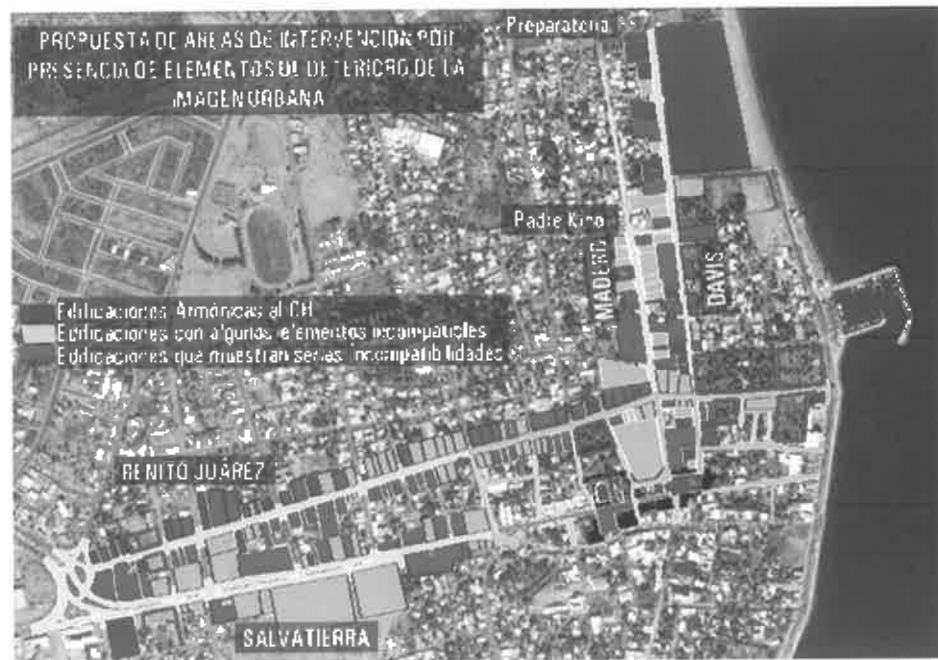 PROPUESTA DE AREAS DE INTERVENCION POR
PRESENCIA DE ELEMENTOS DE DETERIORO DE LA
IMAGEN URBANA
Preparatoria
Padre Kino
MADERO
DAVIS
Edificaciones Armónicas al CH
Edificaciones con algunos elementos incompatibles
Edificaciones que muestran serias incompatibilidades
BENITO JUÁREZ
SALVATIERRA